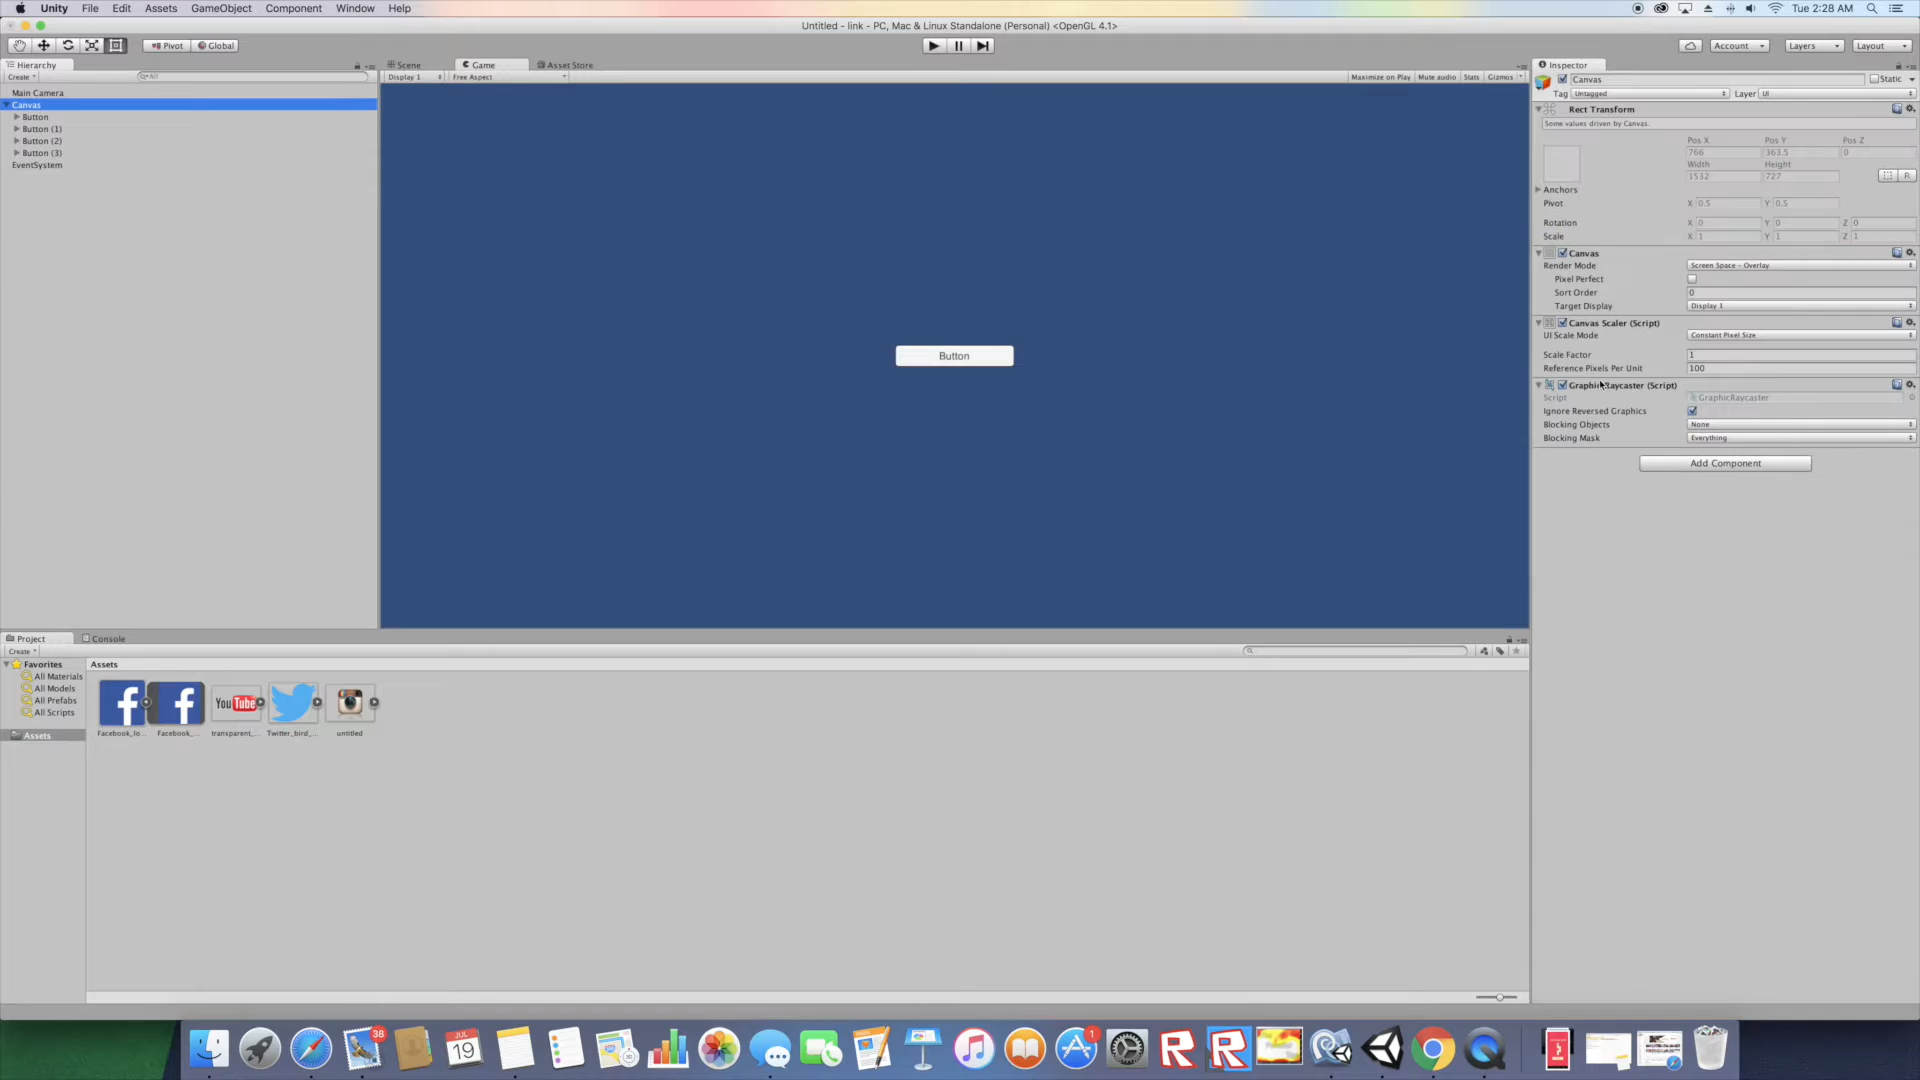 Unity File Edit Assets GameObject Component Window Help Tue 2:28 AM
Untitled - link - PC, Mac & Linux Standalone (Personal) <OpenGL 4.1>
Pivot Global Account Layers Layout
Hierarchy Scene Game Asset Store Inspector
Create All Display 1 Free Aspect Maximize on Play Mute audio Stats Gizmos Canvas Static
Main Camera
Tag Untagged Layer UI
Canvas
Rect Transform
Button
Some values driven by Canvas.
Button (1)
Button (2)
Pos X Pos Y Pos Z
Button (3)
766 363.5 0
EventSystem
Width Height
1532 727 R
Anchors
Pivot X 0.5 Y 0.5
Rotation X 0 Y 0 Z 0
Scale X 1 Y 1 Z 1
Canvas
Render Mode Screen Space - Overlay
Pixel Perfect
Sort Order 0
Target Display Display 1
Canvas Scaler (Script)
UI Scale Mode Constant Pixel Size
Button
Scale Factor 1
Reference Pixels Per Unit 100
GraphicRaycaster (Script)
Script GraphicRaycaster
Ignore Reversed Graphics
Blocking Objects None
Blocking Mask Everything
Add Component
Project Console
Create
Favorites Assets
All Materials
All Models
All Prefabs
All Scripts
You Tube
Assets
Facebook_lo... Facebook_... transparent_... Twitter_bird_... untitled
38
JUL
19
1